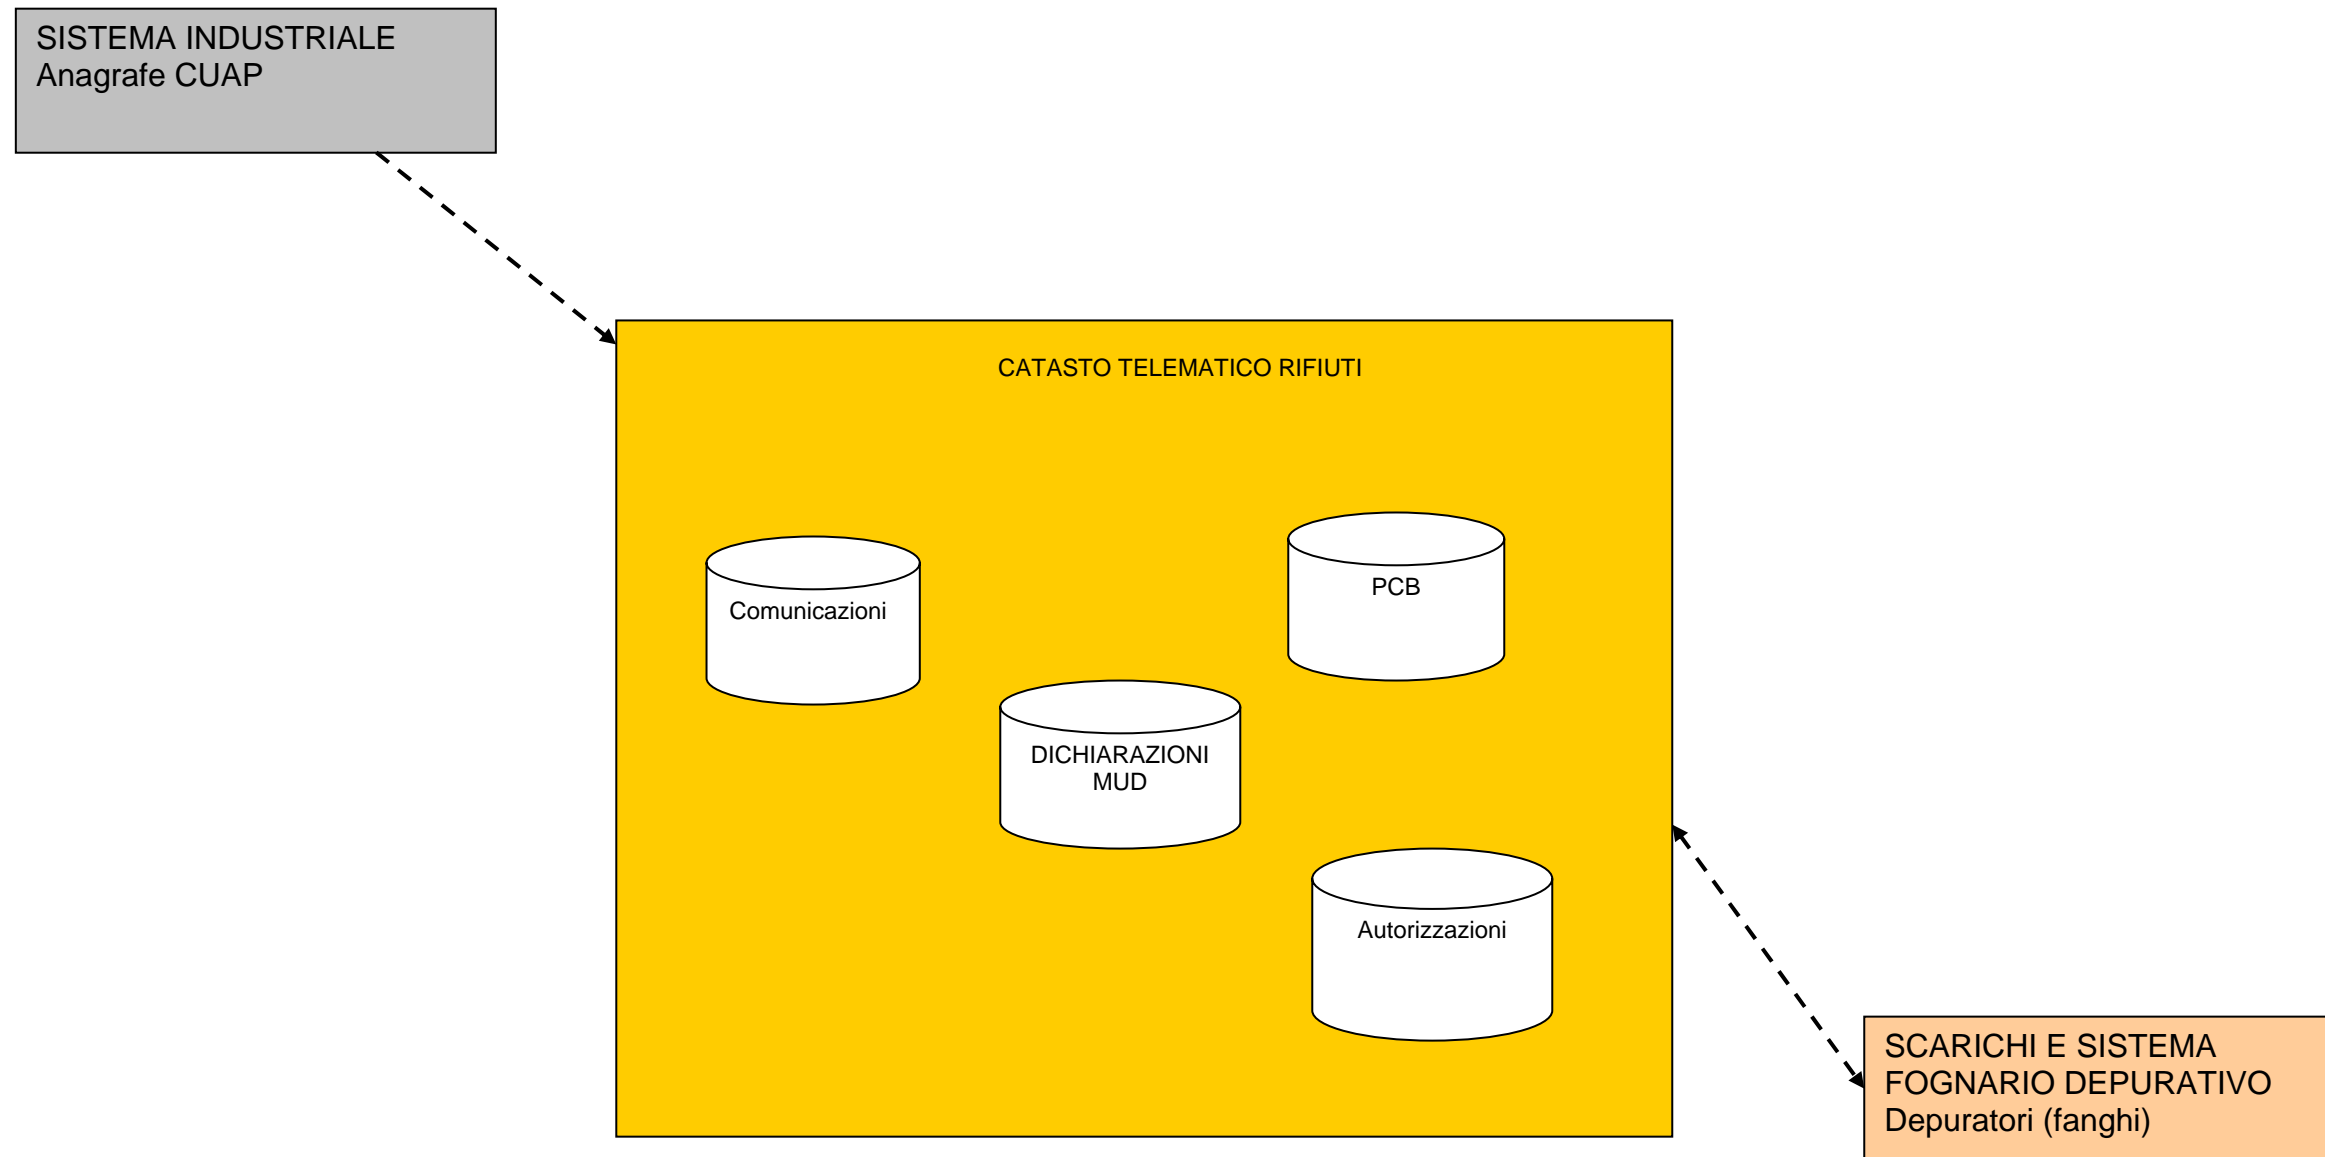 SISTEMA INDUSTRIALE
Anagrafe CUAP
CATASTO TELEMATICO RIFIUTI
Comunicazioni
PCB
DICHIARAZIONI
MUD
Autorizzazioni
SCARICHI E SISTEMA
FOGNARIO DEPURATIVO
Depuratori (fanghi)